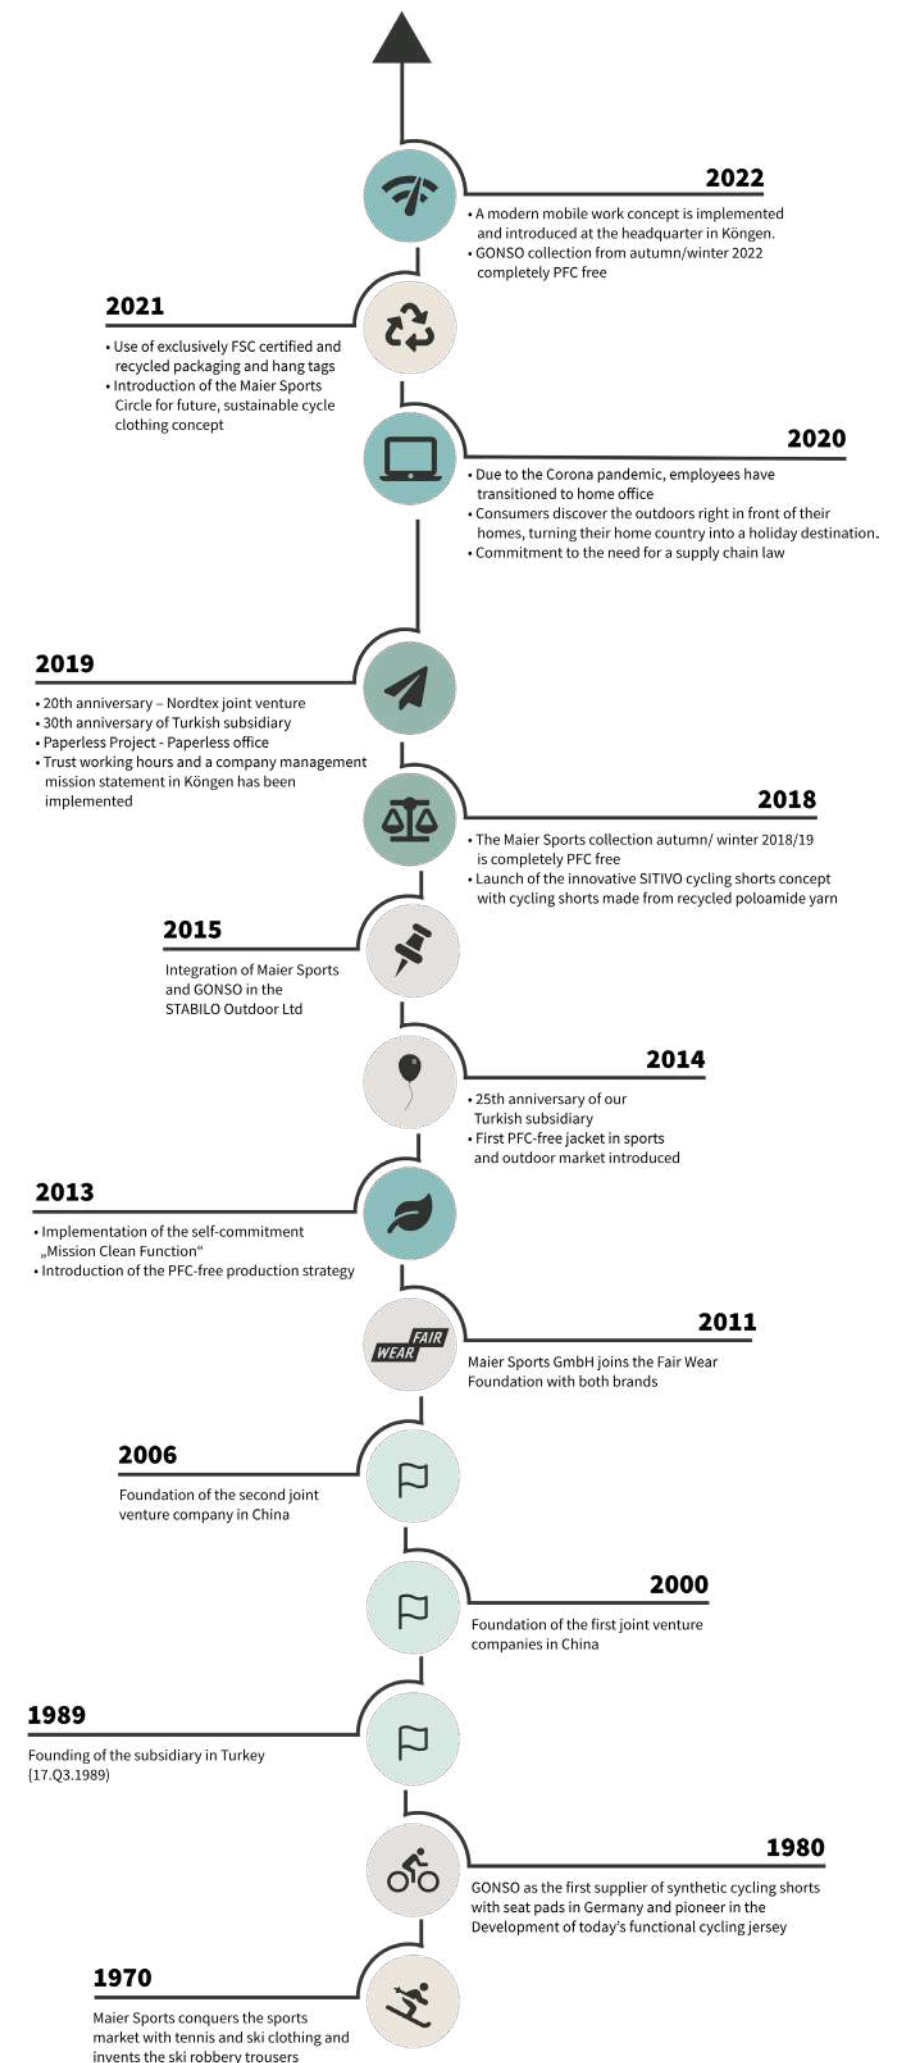 2022
• A modern mobile work concept is implemented
and introduced at the headquarter in Köngen.
• GONSO collection from autumn/winter 2022
completely PFC free
2021
• Use of exclusively FSC certified and
recycled packaging and hang tags
• Introduction of the Maier Sports
Circle for future, sustainable cycle
clothing concept
2020
• Due to the Corona pandemic, employees have
transitioned to home office
• Consumers discover the outdoors right in front of their
homes, turning their home country into a holiday destination.
• Commitment to the need for a supply chain law
2019
• 20th anniversary – Nordtex joint venture
• 30th anniversary of Turkish subsidiary
• Paperless Project - Paperless office
• Trust working hours and a company management
mission statement in Köngen has been
implemented
2018
• The Maier Sports collection autumn/ winter 2018/19
is completely PFC free
• Launch of the innovative SITIVO cycling shorts concept
with cycling shorts made from recycled poloamide yarn
2015
Integration of Maier Sports
and GONSO in the
STABILO Outdoor Ltd
2014
• 25th anniversary of our
Turkish subsidiary
• First PFC-free jacket in sports
and outdoor market introduced
2013
• Implementation of the self-commitment
„Mission Clean Function“
• Introduction of the PFC-free production strategy
FAIR
WEAR
2011
Maier Sports GmbH joins the Fair Wear
Foundation with both brands
2006
Foundation of the second joint
venture company in China
2000
Foundation of the first joint venture
companies in China
1989
Founding of the subsidiary in Turkey
{17.Q3.1989)
1980
GONSO as the first supplier of synthetic cycling shorts
with seat pads in Germany and pioneer in the
Development of today’s functional cycling jersey
1970
Maier Sports conquers the sports
market with tennis and ski clothing and
invents the ski robbery trousers